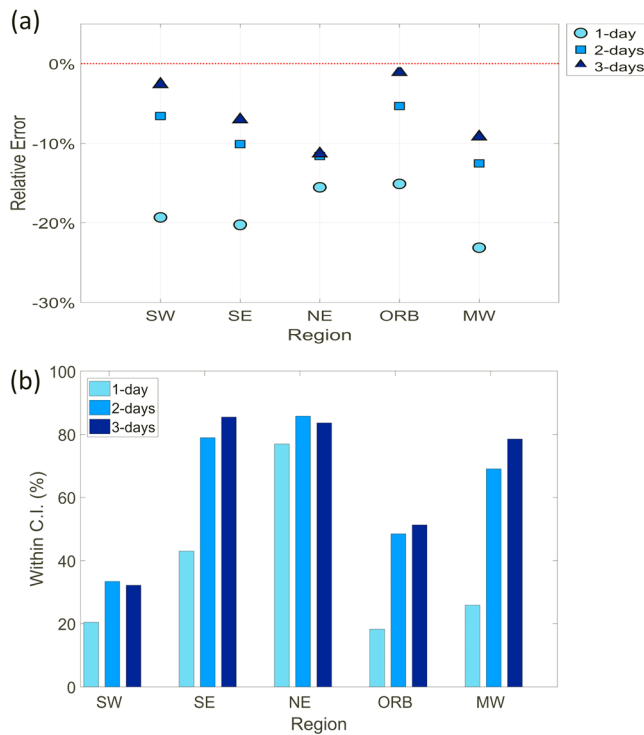 (a)
1-day
2-days
3-days
0%
-10%
-20%
-30%
Relative Error
SW SE NE ORB MW
Region
(b)
1-day
2-days
3-days
100
80
60
40
20
0
Within C.I. (%)
SW SE NE ORB MW
Region